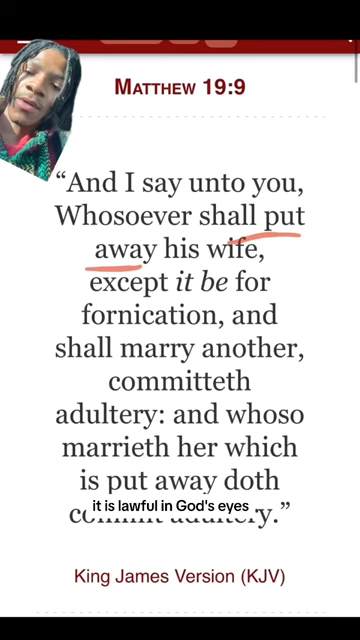 MATTHEW 19:9
“And I say unto you,
Whosoever shall put
away his wife,
except it be for
fornication, and
shall marry another,
committeth
adultery: and whoso
marrieth her which
is put away doth
it is lawful in God's eyes
commit adultery.”
King James Version (KJV)